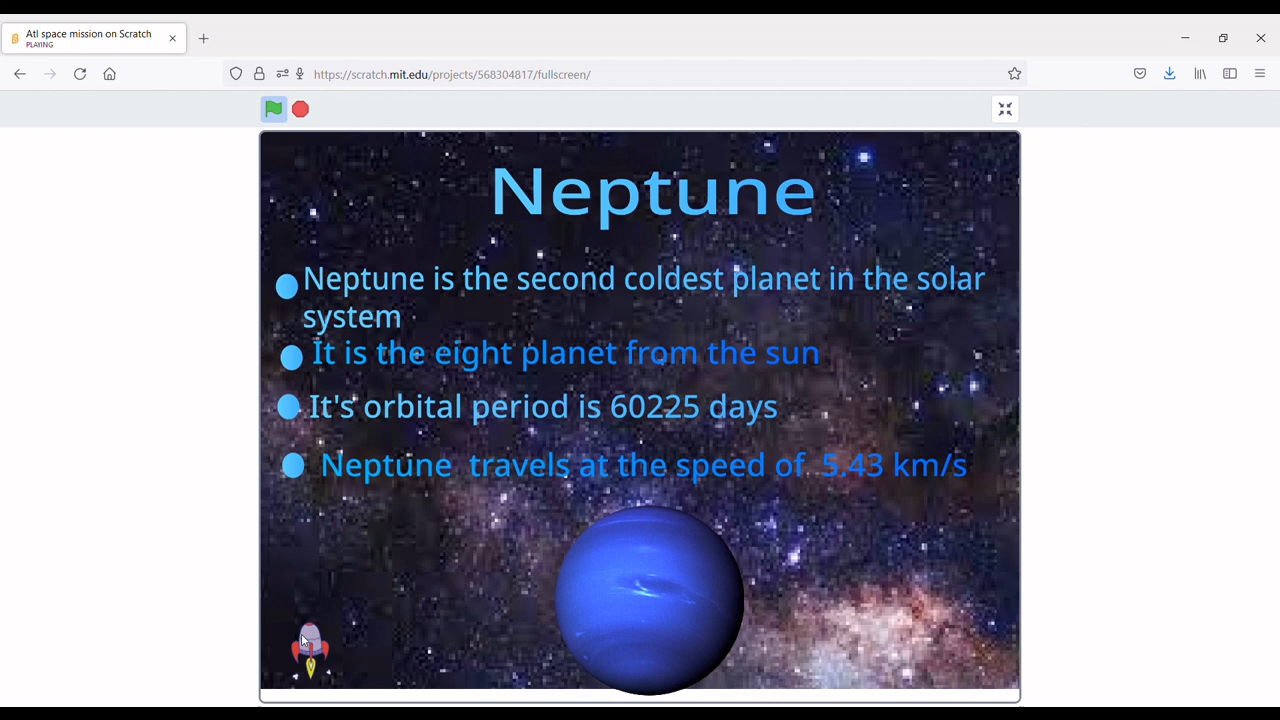 Atl space mission on Scratch
PLAYING
https://scratch.mit.edu/projects/568304817/fullscreen/
Neptune
Neptune is the second coldest planet in the solar
system
It is the eight planet from the sun
It's orbital period is 60225 days
Neptune travels at the speed of 5.43 km/s